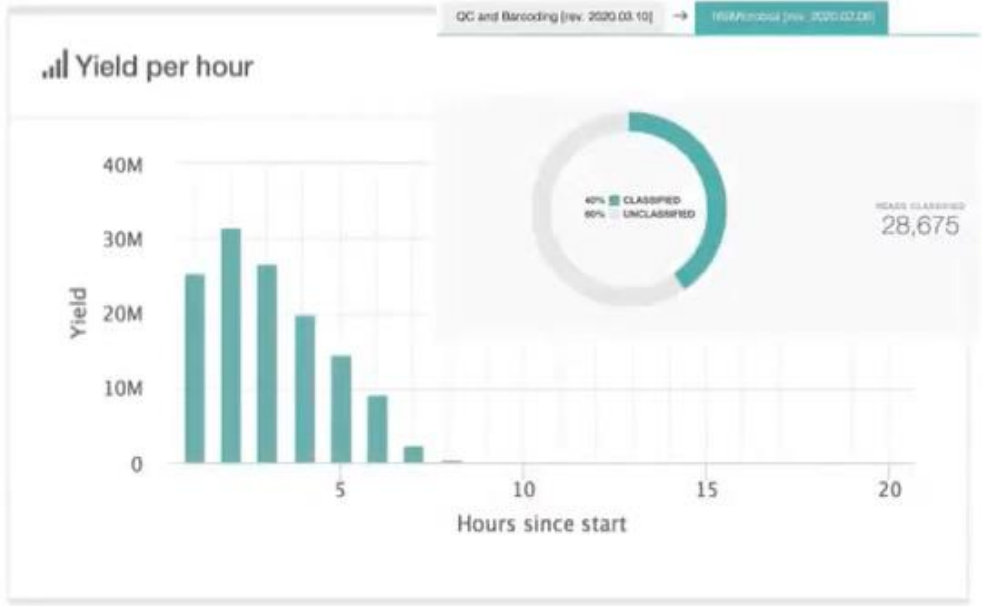 QC and Barcoding [rev. 2020.03.10] →
Yield per hour
40%  CLASSIFIED
60%  UNCLASSIFIED
READS CLASSIFIED
28,675
40M
30M
20M
10M
0
Yield
5 10 15 20
Hours since start